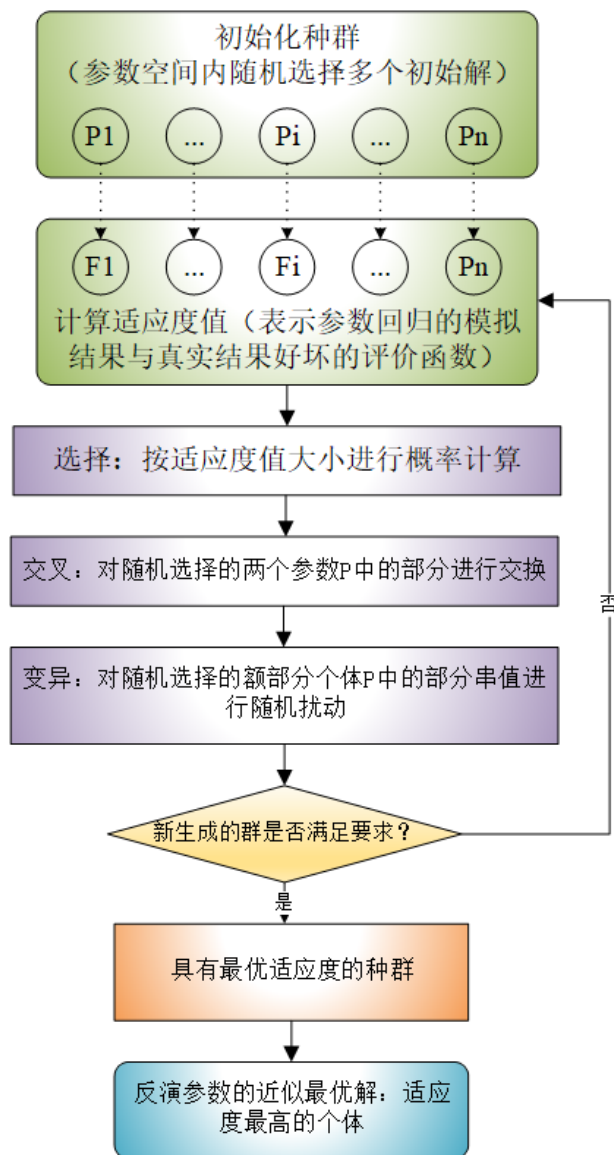 初始化种群
（参数空间内随机选择多个初始解）
P1 ... Pi ... Pn
F1 ... Fi ... Pn
计算适应度值（表示参数回归的模拟
结果与真实结果好坏的评价函数）
选择：按适应度值大小进行概率计算
交叉：对随机选择的两个参数P中的部分进行交换
变异：对随机选择的额部分个体P中的部分串值进
行随机扰动
新生成的群是否满足要求？
否
是
具有最优适应度的种群
反演参数的近似最优解：适应
度最高的个体